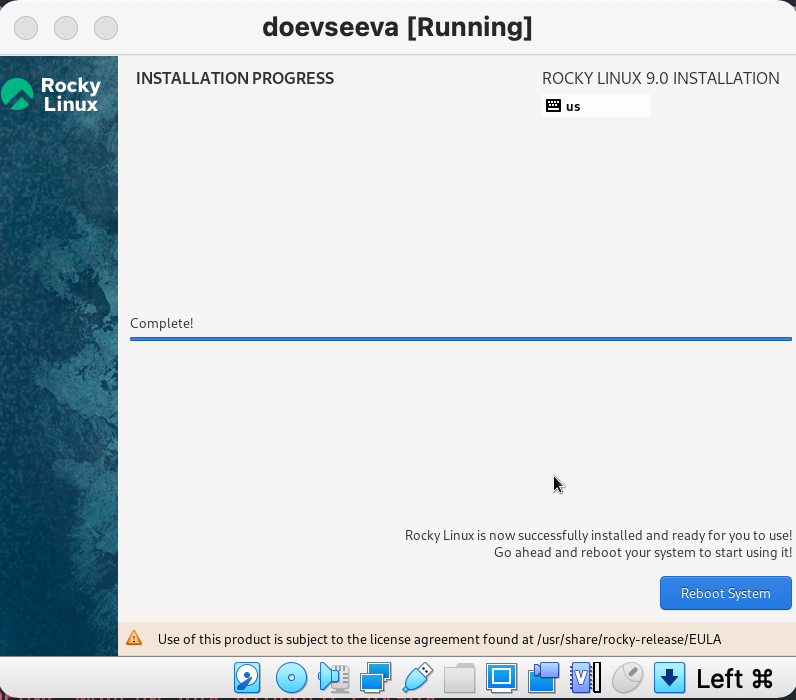 doevseeva [Running]
Rocky
Linux
INSTALLATION PROGRESS
ROCKY LINUX 9.0 INSTALLATION
us
Complete!
Rocky Linux is now successfully installed and ready for you to use!
Go ahead and reboot your system to start using it!
Reboot System
Use of this product is subject to the license agreement found at /usr/share/rocky-release/EULA
V
Left ⌘